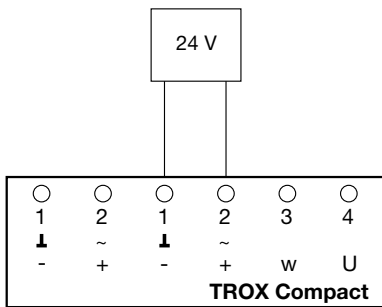 24 V
1 2 1 2 3 4
⊥ ~ ⊥ ~
- + - + w U
TROX Compact